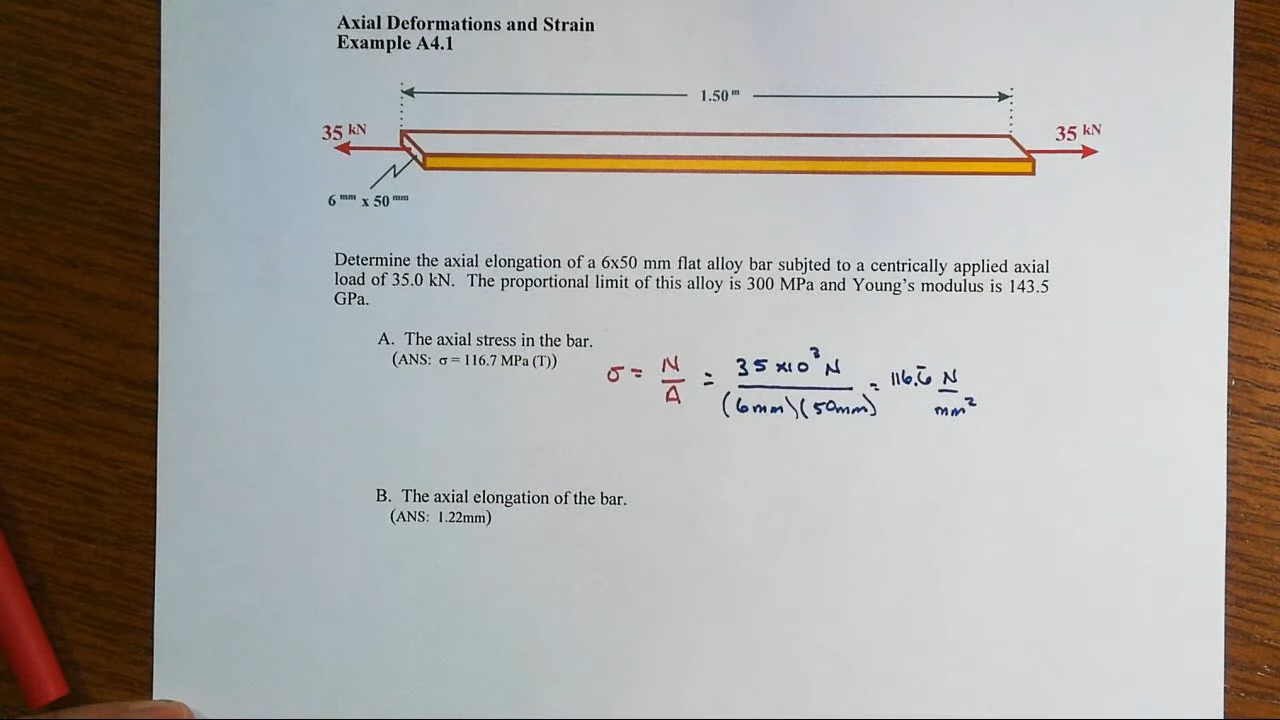 Axial Deformations and Strain
Example A4.1
1.50 m
35 kN
35 kN
6 mm x 50 mm
Determine the axial elongation of a 6x50 mm flat alloy bar subjted to a centrically applied axial
load of 35.0 kN. The proportional limit of this alloy is 300 MPa and Young's modulus is 143.5
GPa.
A. The axial stress in the bar.
(ANS: σ = 116.7 MPa (T))
σ = N/A = 35 x10³ N / (6mm)(50mm) = 116.6̅ N/mm²
B. The axial elongation of the bar.
(ANS: 1.22mm)